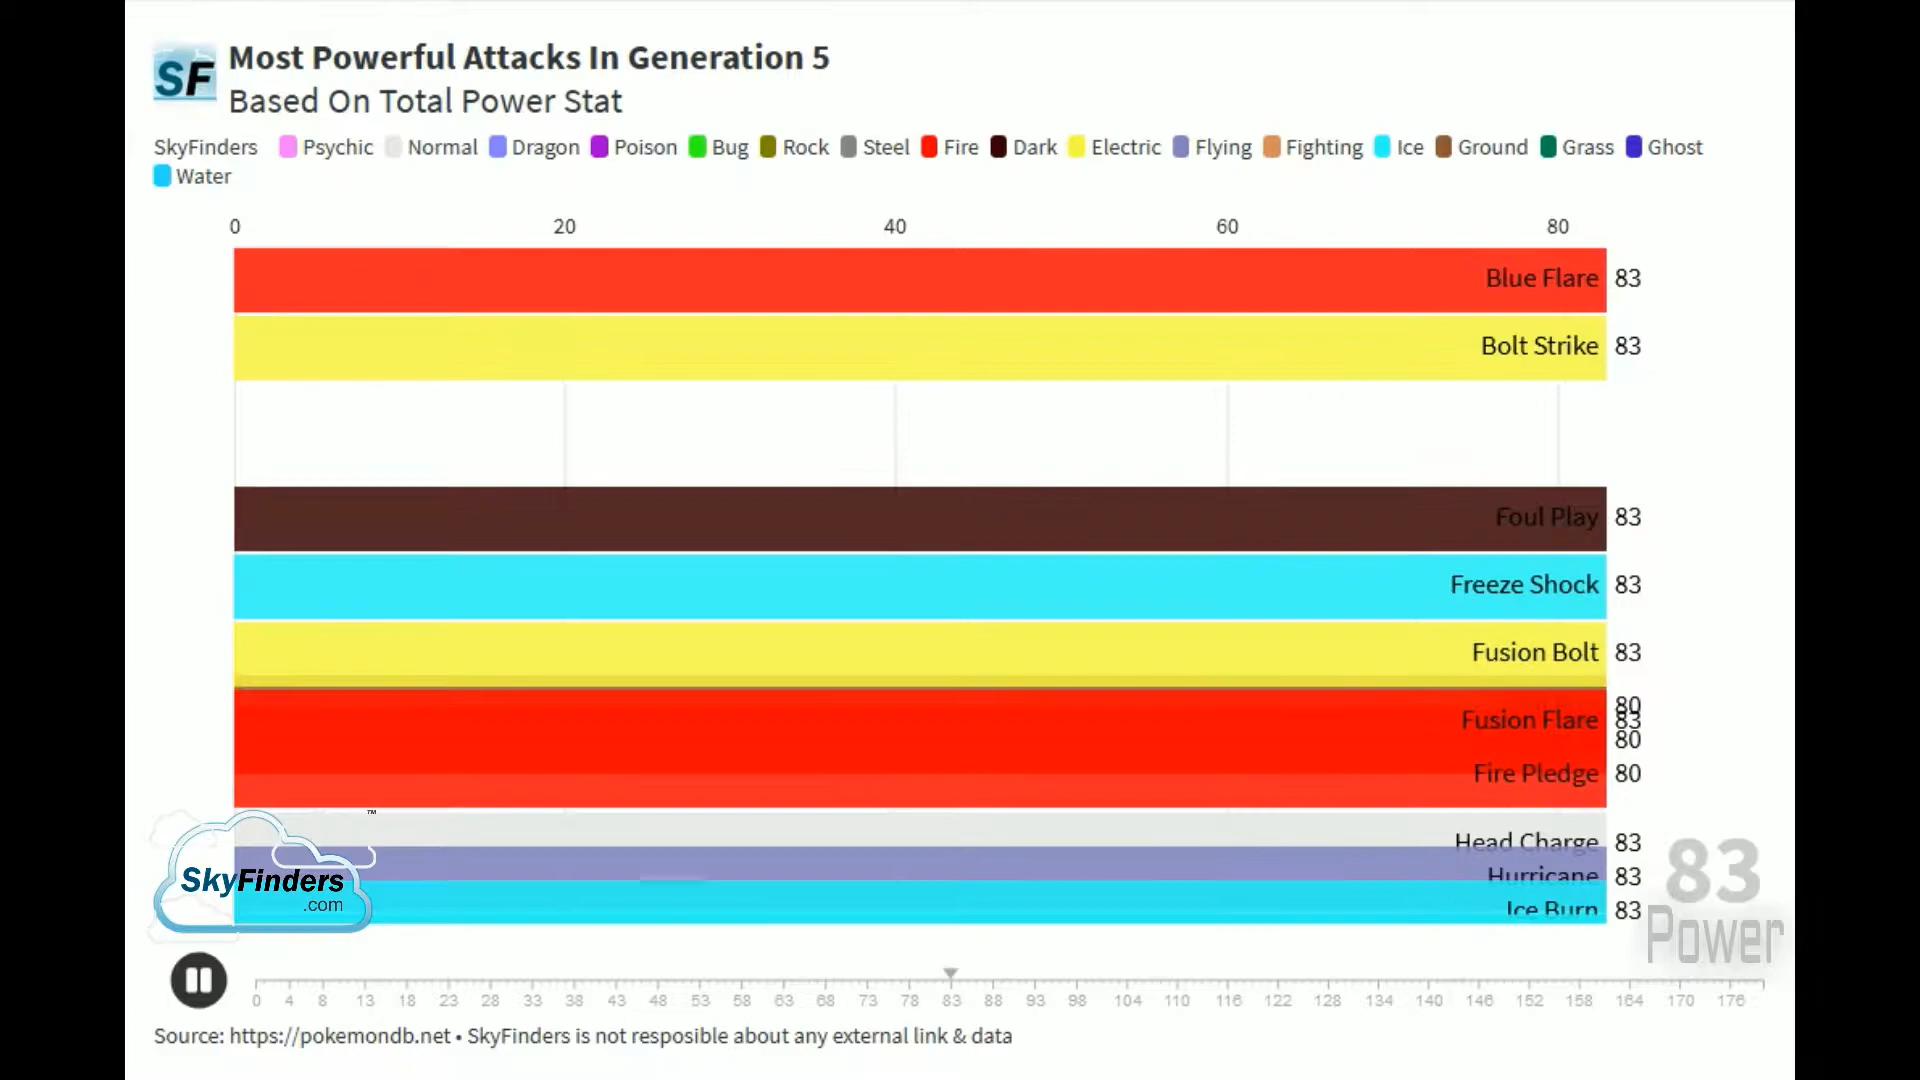 SF
Most Powerful Attacks In Generation 5
Based On Total Power Stat
SkyFinders Psychic Normal Dragon Poison Bug Rock Steel Fire Dark Electric Flying Fighting Ice Ground Grass Ghost
Water
0 20 40 60 80
Blue Flare 83
Bolt Strike 83
Foul Play 83
Freeze Shock 83
Fusion Bolt 83
80
Fusion Flare 83
80
Fire Pledge 80
Head Charge 83
Hurricane 83
Ice Burn 83
83
Power
SkyFinders
.com
™
0 4 8 13 18 23 28 33 38 43 48 53 58 63 68 73 78 83 88 93 98 104 110 116 122 128 134 140 146 152 158 164 170 176
Source: https://pokemondb.net • SkyFinders is not resposible about any external link & data